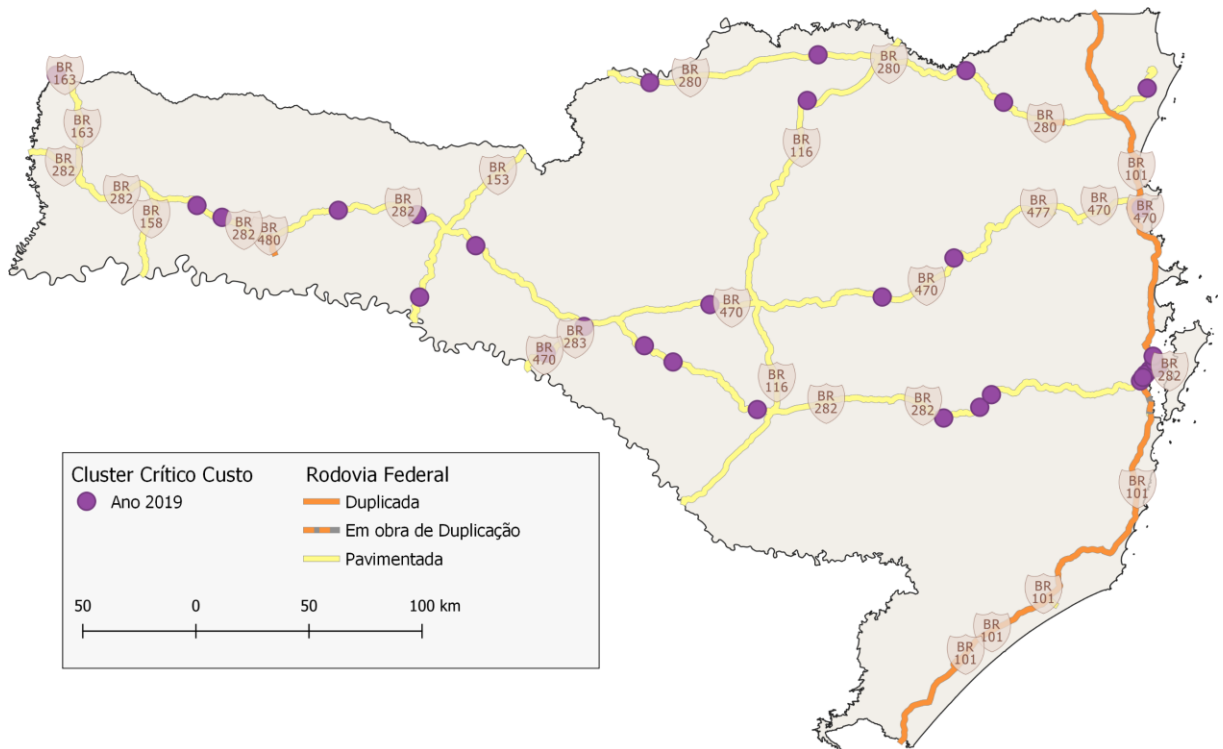 BR
163
BR
163
BR
282
BR
282
BR
158
BR
282
BR
480
BR
282
BR
153
BR
280
BR
280
BR
280
BR
116
BR
101
BR
477
BR
470
BR
470
BR
470
BR
470
BR
283
BR
470
BR
116
BR
282
BR
282
BR
282
BR
101
BR
101
BR
101
BR
101
Cluster Crítico Custo
Ano 2019
Rodovia Federal
Duplicada
Em obra de Duplicação
Pavimentada
50 0 50 100 km